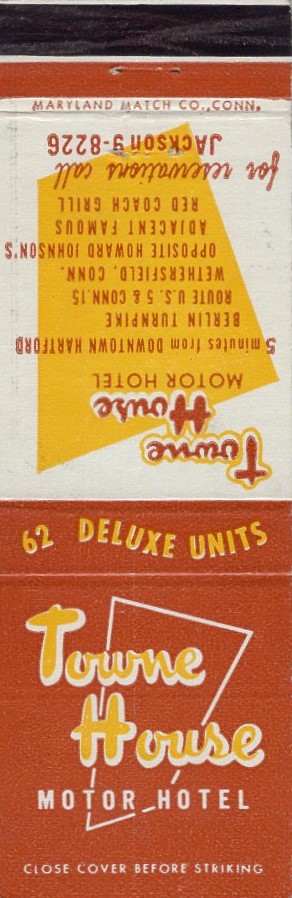 MARYLAND MATCH CO., CONN.
Towne
House
MOTOR HOTEL
5 minutes from DOWNTOWN HARTFORD
BERLIN TURNPIKE
ROUTE U.S. 5 & CONN. 15
WETHERSFIELD, CONN.
OPPOSITE HOWARD JOHNSON'S
ADJACENT FAMOUS
RED COACH GRILL
for reservations call
JACKSON 9-8226
62 DELUXE UNITS
Towne
House
MOTOR HOTEL
CLOSE COVER BEFORE STRIKING